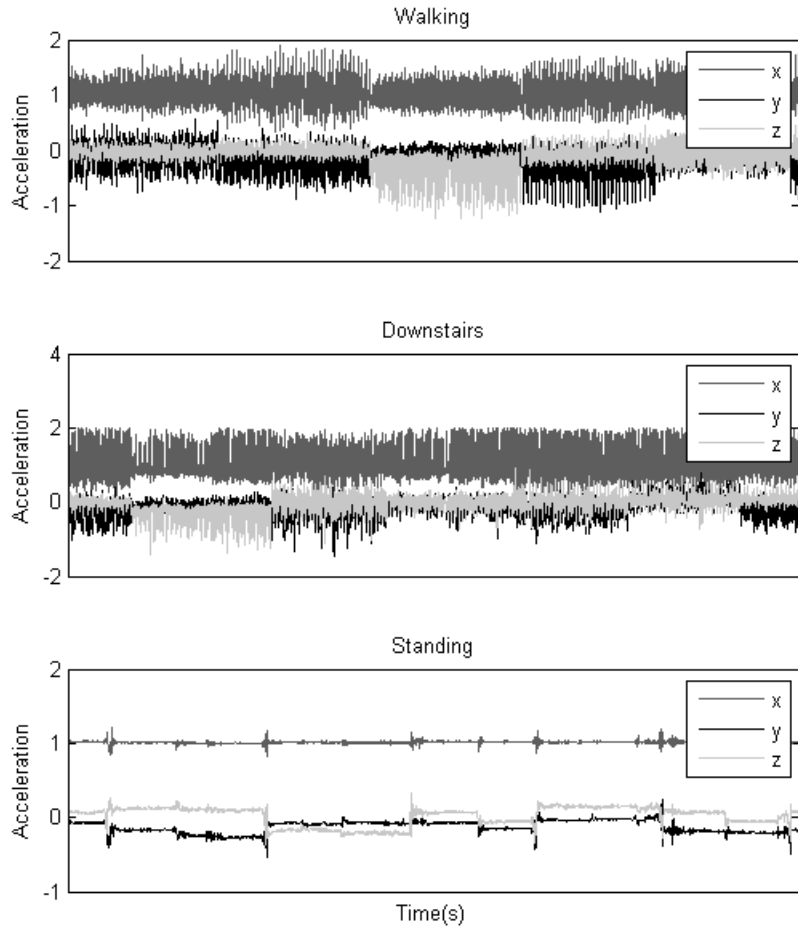 Walking
2
1
0
-1
-2
Acceleration
x
y
z
Downstairs
4
2
0
-2
Acceleration
x
y
z
Standing
2
1
0
-1
Acceleration
x
y
z
Time(s)